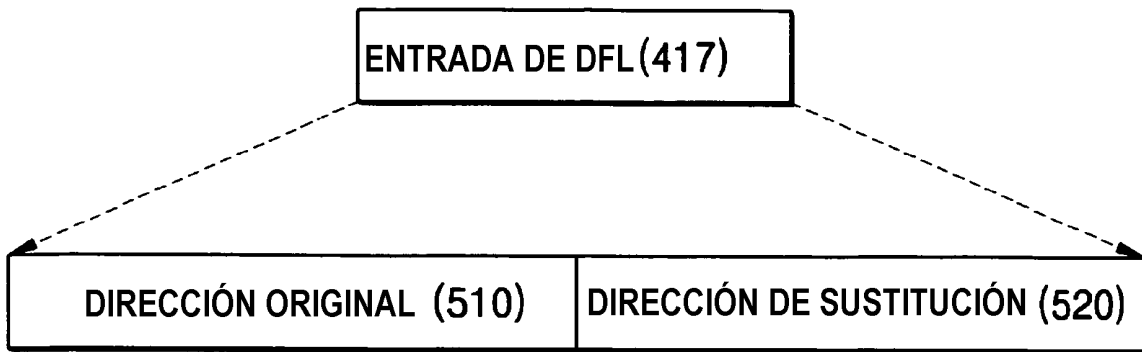 ENTRADA DE DFL(417)
DIRECCIÓN ORIGINAL (510)
DIRECCIÓN DE SUSTITUCIÓN (520)